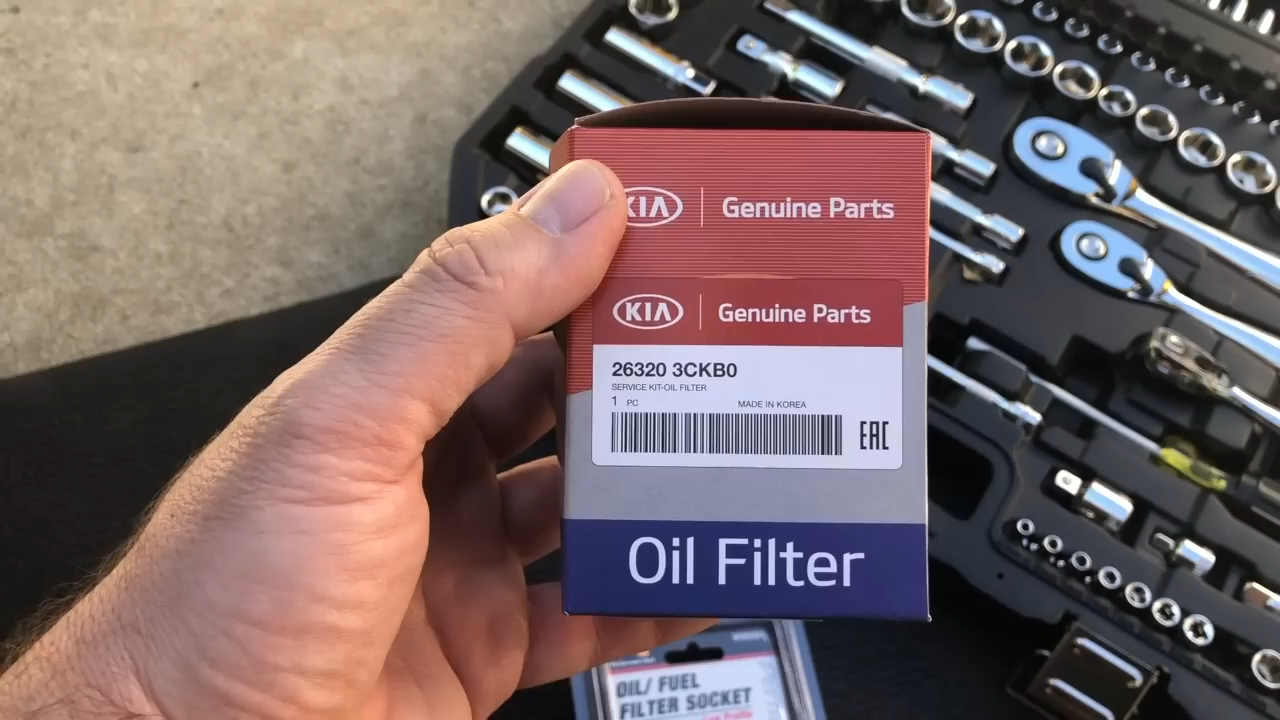 KIA Genuine Parts
KIA Genuine Parts
26320 3CKB0
SERVICE KIT-OIL FILTER
1 PC MADE IN KOREA
EAC
Oil Filter
OIL/ FUEL
FILTER SOCKET